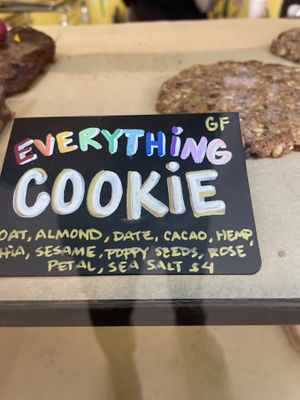 GF
EVERYTHiNG
COOKiE
OAT, ALMOND, DATE, CACAO, HEMP,
SESAME, POPPY SEEDS, ROSE
PETAL, SEA SALT $4